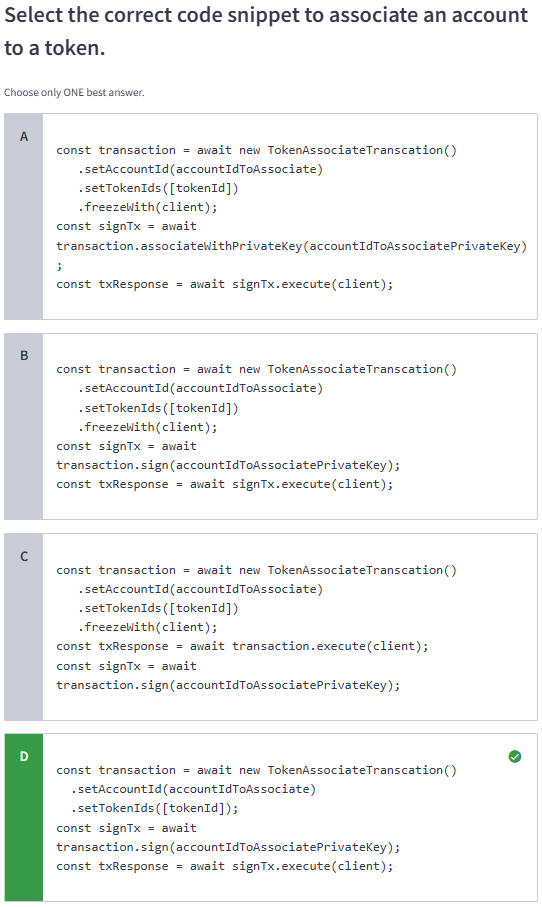 Select the correct code snippet to associate an account
to a token.
Choose only ONE best answer.
A
const transaction = await new TokenAssociateTranscation()
.setAccountId(accountIdToAssociate)
.setTokenIds([tokenId])
.freezeWith(client);
const signTx = await
transaction.associateWithPrivateKey(accountIdToAssociatePrivateKey)
;
const txResponse = await signTx.execute(client);
B
const transaction = await new TokenAssociateTranscation()
.setAccountId(accountIdToAssociate)
.setTokenIds([tokenId])
.freezeWith(client);
const signTx = await
transaction.sign(accountIdToAssociatePrivateKey);
const txResponse = await signTx.execute(client);
C
const transaction = await new TokenAssociateTranscation()
.setAccountId(accountIdToAssociate)
.setTokenIds([tokenId])
.freezeWith(client);
const txResponse = await transaction.execute(client);
const signTx = await
transaction.sign(accountIdToAssociatePrivateKey);
D
const transaction = await new TokenAssociateTranscation()
.setAccountId(accountIdToAssociate)
.setTokenIds([tokenId]);
const signTx = await
transaction.sign(accountIdToAssociatePrivateKey);
const txResponse = await signTx.execute(client);